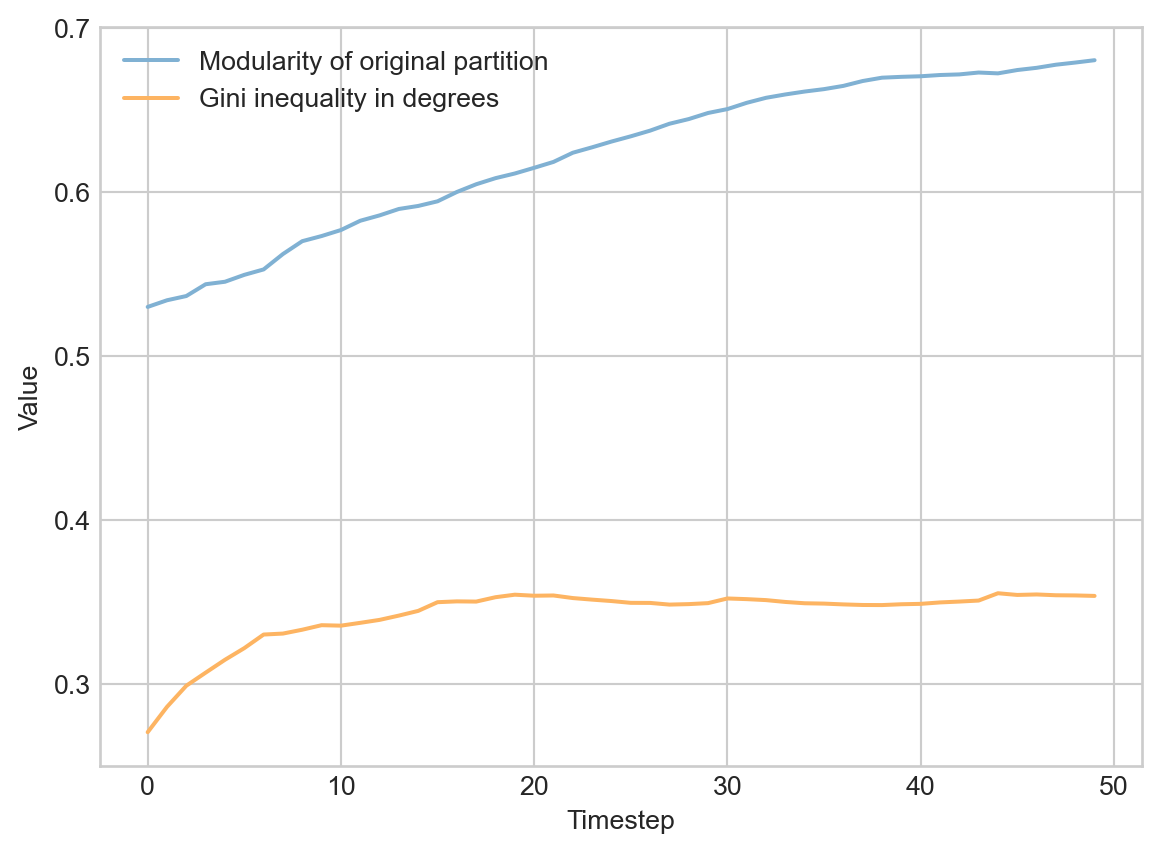 0.7
Modularity of original partition
Gini inequality in degrees
0.6
0.5
Value
0.4
0.3
0 10 20 30 40 50
Timestep